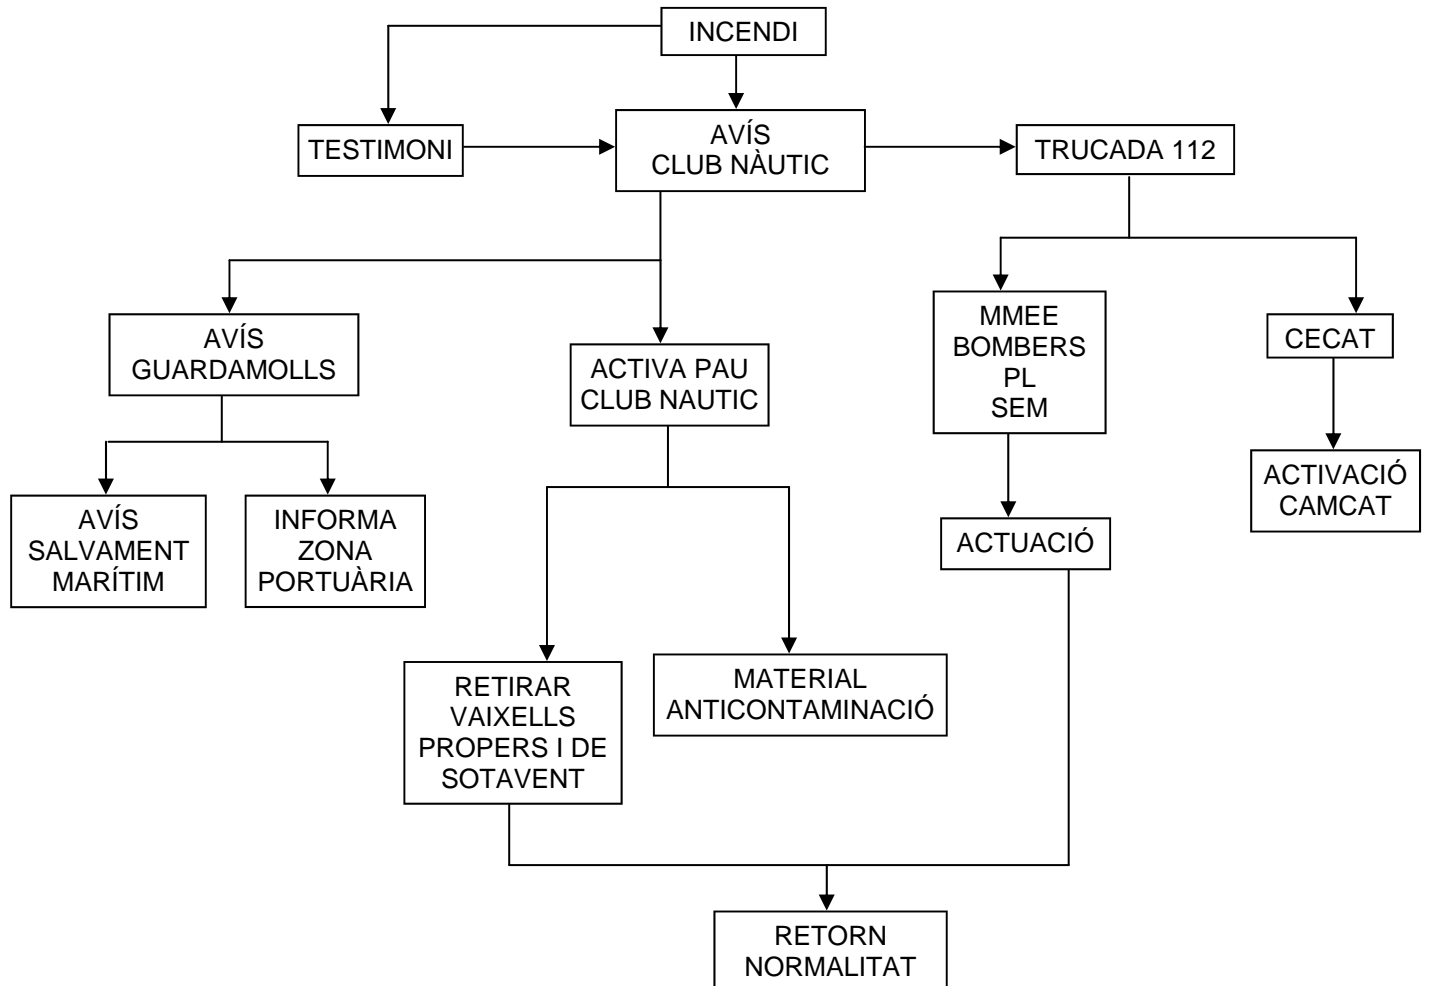 INCENDI
TESTIMONI
AVÍS
CLUB NÀUTIC
TRUCADA 112
AVÍS
GUARDAMOLLS
ACTIVA PAU
CLUB NAUTIC
MMEE
BOMBERS
PL
SEM
CECAT
AVÍS
SALVAMENT
MARÍTIM
INFORMA
ZONA
PORTUÀRIA
ACTUACIÓ
ACTIVACIÓ
CAMCAT
RETIRAR
VAIXELLS
PROPERS I DE
SOTAVENT
MATERIAL
ANTICONTAMINACIÓ
RETORN
NORMALITAT